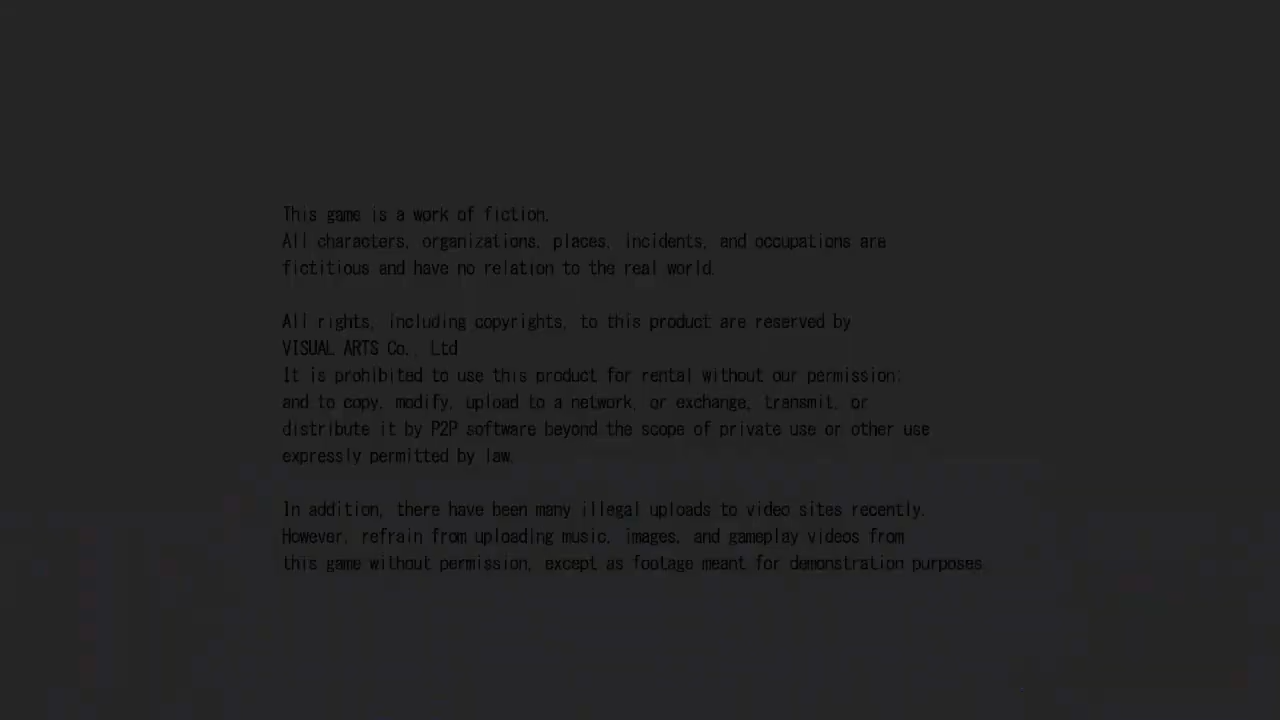 This game is a work of fiction.
All characters, organizations, places, incidents, and occupations are
fictitious and have no relation to the real world.
All rights, including copyrights, to this product are reserved by
VISUAL ARTS Co., Ltd
It is prohibited to use this product for rental without our permission;
and to copy, modify, upload to a network, or exchange, transmit, or
distribute it by P2P software beyond the scope of private use or other use
expressly permitted by law.
In addition, there have been many illegal uploads to video sites recently.
However, refrain from uploading music, images, and gameplay videos from
this game without permission, except as footage meant for demonstration purposes.